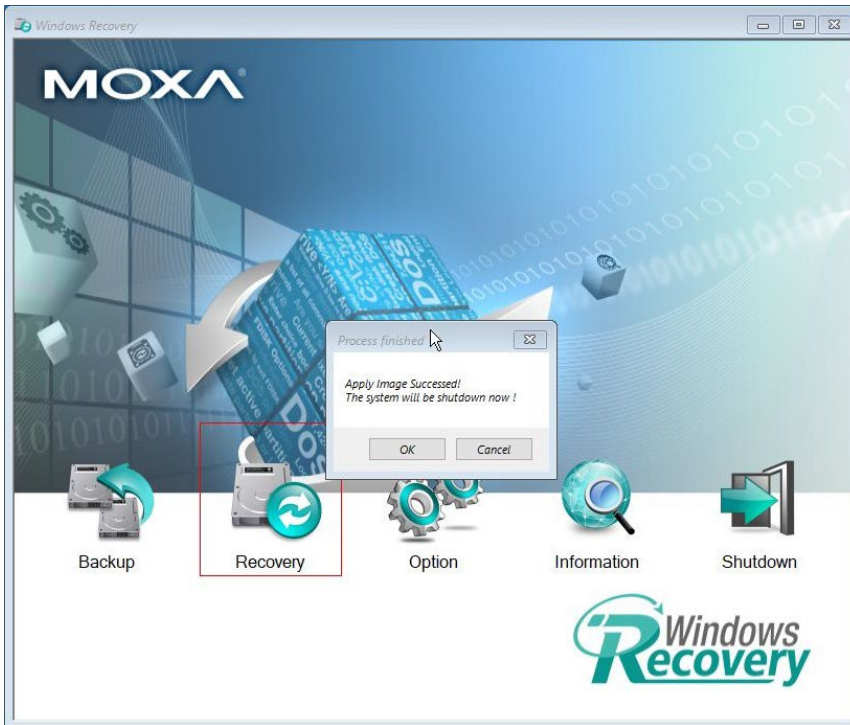 Windows Recovery
MOXA®
Process finished
Apply Image Successed!
The system will be shutdown now !
OK
Cancel
Backup
Recovery
Option
Information
Shutdown
Windows
Recovery